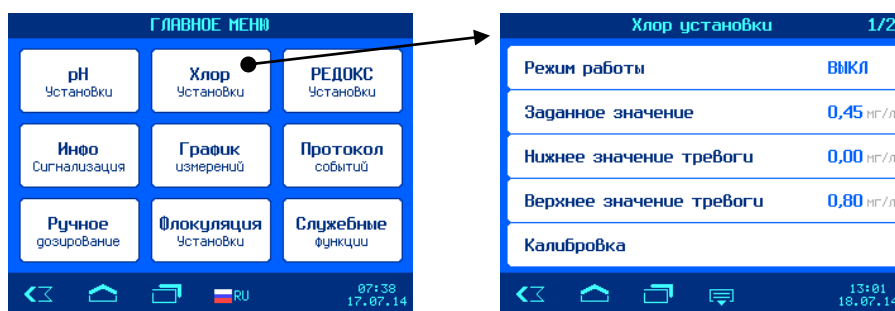 ГЛАВНОЕ МЕНЮ
pH
Установки
Хлор
Установки
РЕДОКС
Установки
Инфо
Сигнализация
График
измерений
Протокол
событий
Ручное
дозирование
Флокуляция
Установки
Служебные
функции
RU
07:38
17.07.14
Хлор установки 1/2
Режим работы ВЫКЛ
Заданное значение 0,45 мг/л
Нижнее значение тревоги 0,00 мг/л
Верхнее значение тревоги 0,80 мг/л
Калибровка
13:01
18.07.14